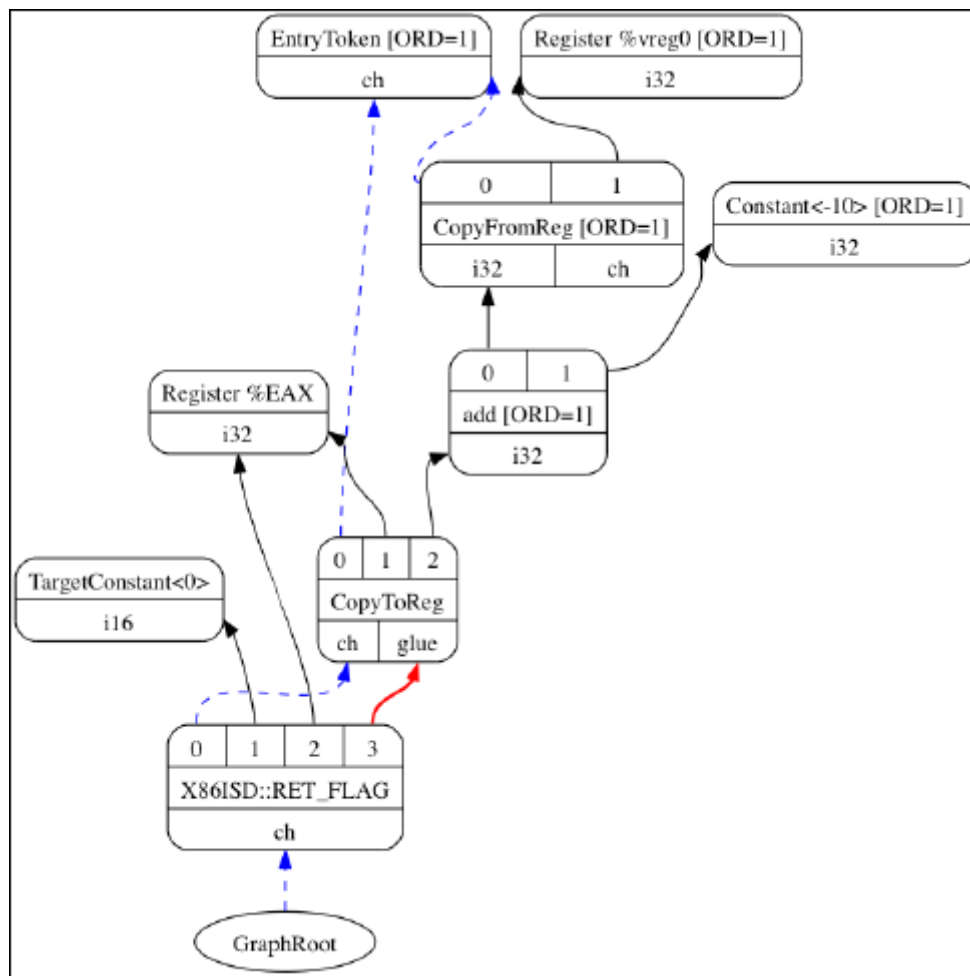 EntryToken [ORD=1]
ch
Register %vreg0 [ORD=1]
i32
0 1
CopyFromReg [ORD=1]
i32 ch
Constant<-10> [ORD=1]
i32
0 1
add [ORD=1]
i32
Register %EAX
i32
0 1 2
CopyToReg
ch glue
TargetConstant<0>
i16
0 1 2 3
X86ISD::RET_FLAG
ch
GraphRoot